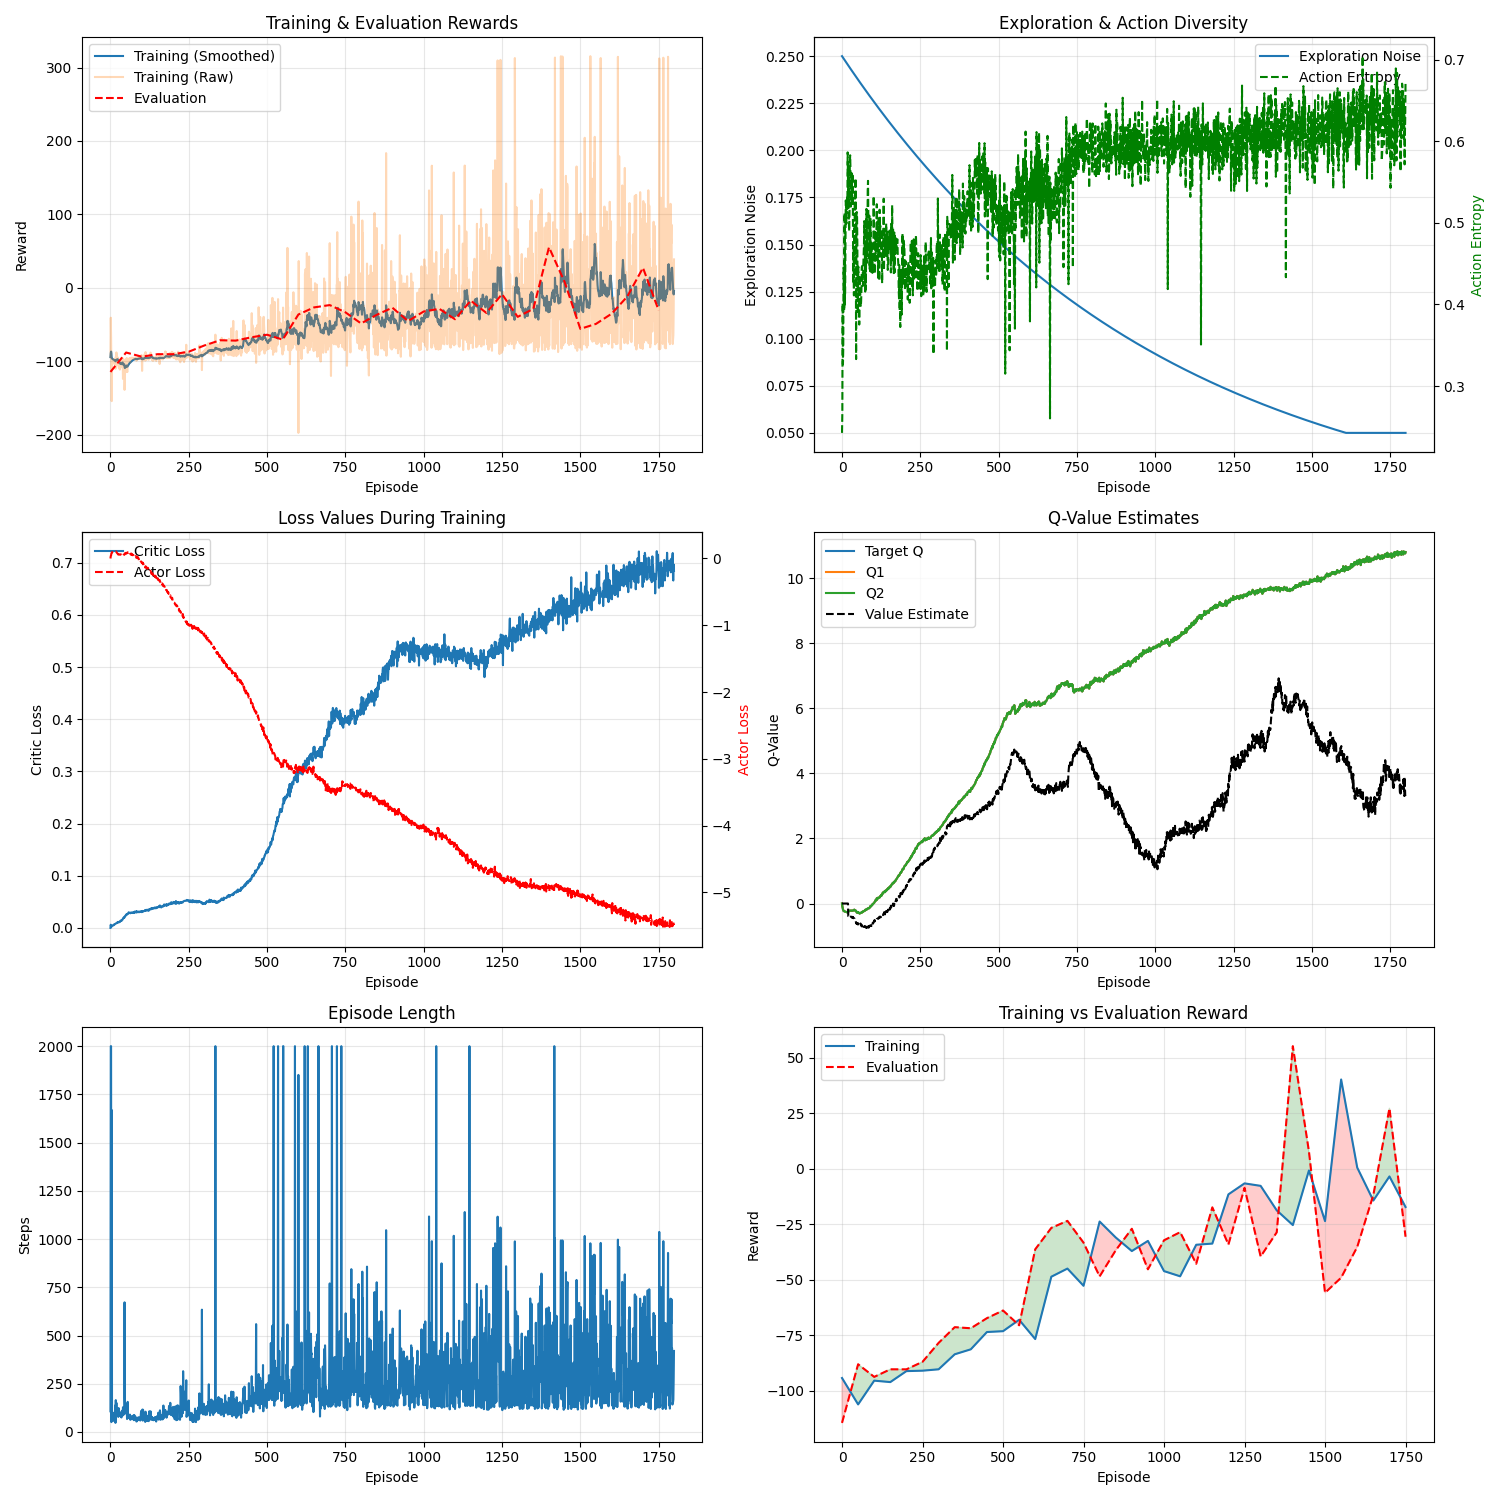 Training & Evaluation Rewards
Training (Smoothed)
Training (Raw)
Evaluation
300
200
100
0
−100
−200
Reward
0 250 500 750 1000 1250 1500 1750
Episode
Exploration & Action Diversity
Exploration Noise
Action Entropy
0.250
0.225
0.200
0.175
0.150
0.125
0.100
0.075
0.050
Exploration Noise
0.7
0.6
0.5
0.4
0.3
Action Entropy
0 250 500 750 1000 1250 1500 1750
Episode
Loss Values During Training
Critic Loss
Actor Loss
0.7
0.6
0.5
0.4
0.3
0.2
0.1
0.0
Critic Loss
0
−1
−2
−3
−4
−5
Actor Loss
0 250 500 750 1000 1250 1500 1750
Episode
Q-Value Estimates
Target Q
Q1
Q2
Value Estimate
10
8
6
4
2
0
Q-Value
0 250 500 750 1000 1250 1500 1750
Episode
Episode Length
2000
1750
1500
1250
1000
750
500
250
0
Steps
0 250 500 750 1000 1250 1500 1750
Episode
Training vs Evaluation Reward
Training
Evaluation
50
25
0
−25
−50
−75
−100
Reward
0 250 500 750 1000 1250 1500 1750
Episode